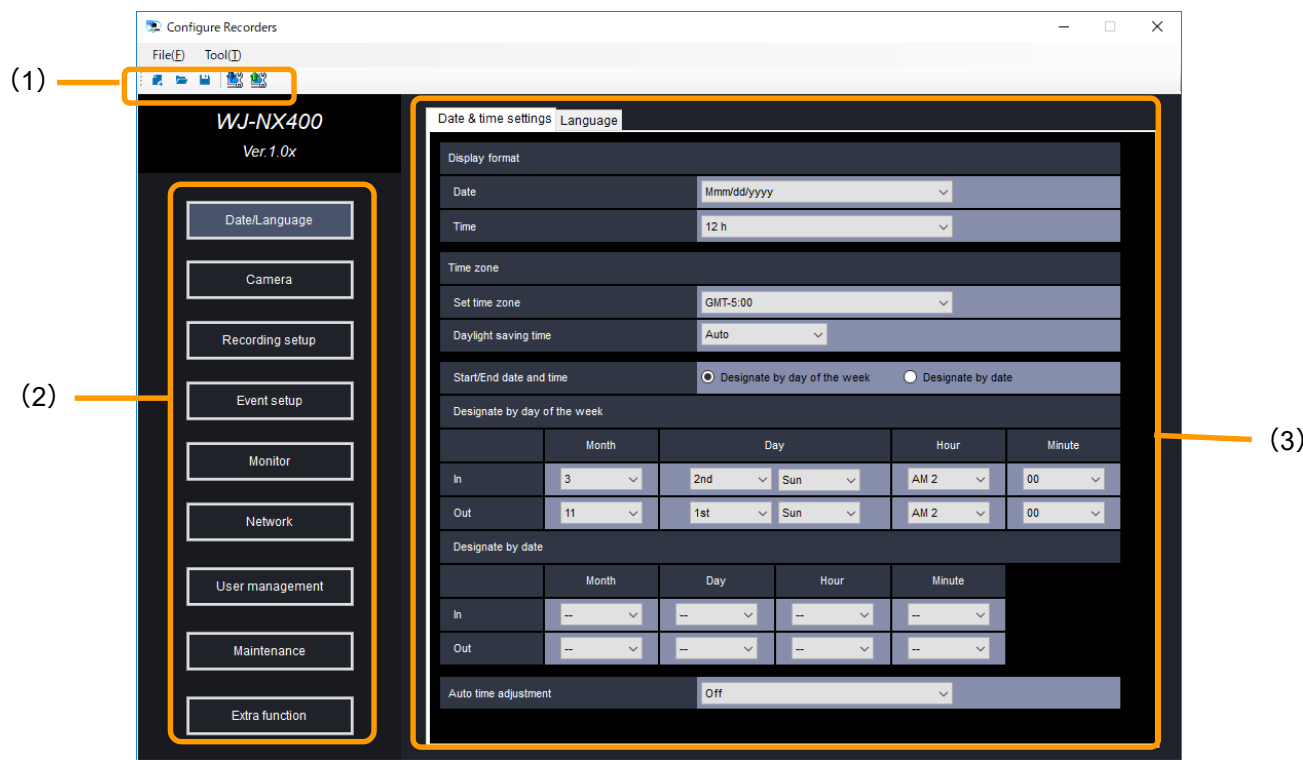 Configure Recorders
File(F) Tool(T)
(1)
WJ-NX400
Ver.1.0x
(2)
Date/Language
Camera
Recording setup
Event setup
Monitor
Network
User management
Maintenance
Extra function
Date & time settings Language
Display format
Date Mmm/dd/yyyy
Time 12 h
Time zone
Set time zone GMT-5:00
Daylight saving time Auto
Start/End date and time Designate by day of the week Designate by date
Designate by day of the week
Month Day Hour Minute
In 3 2nd Sun AM 2 00
Out 11 1st Sun AM 2 00
Designate by date
Month Day Hour Minute
In -- -- -- --
Out -- -- -- --
Auto time adjustment Off
(3)